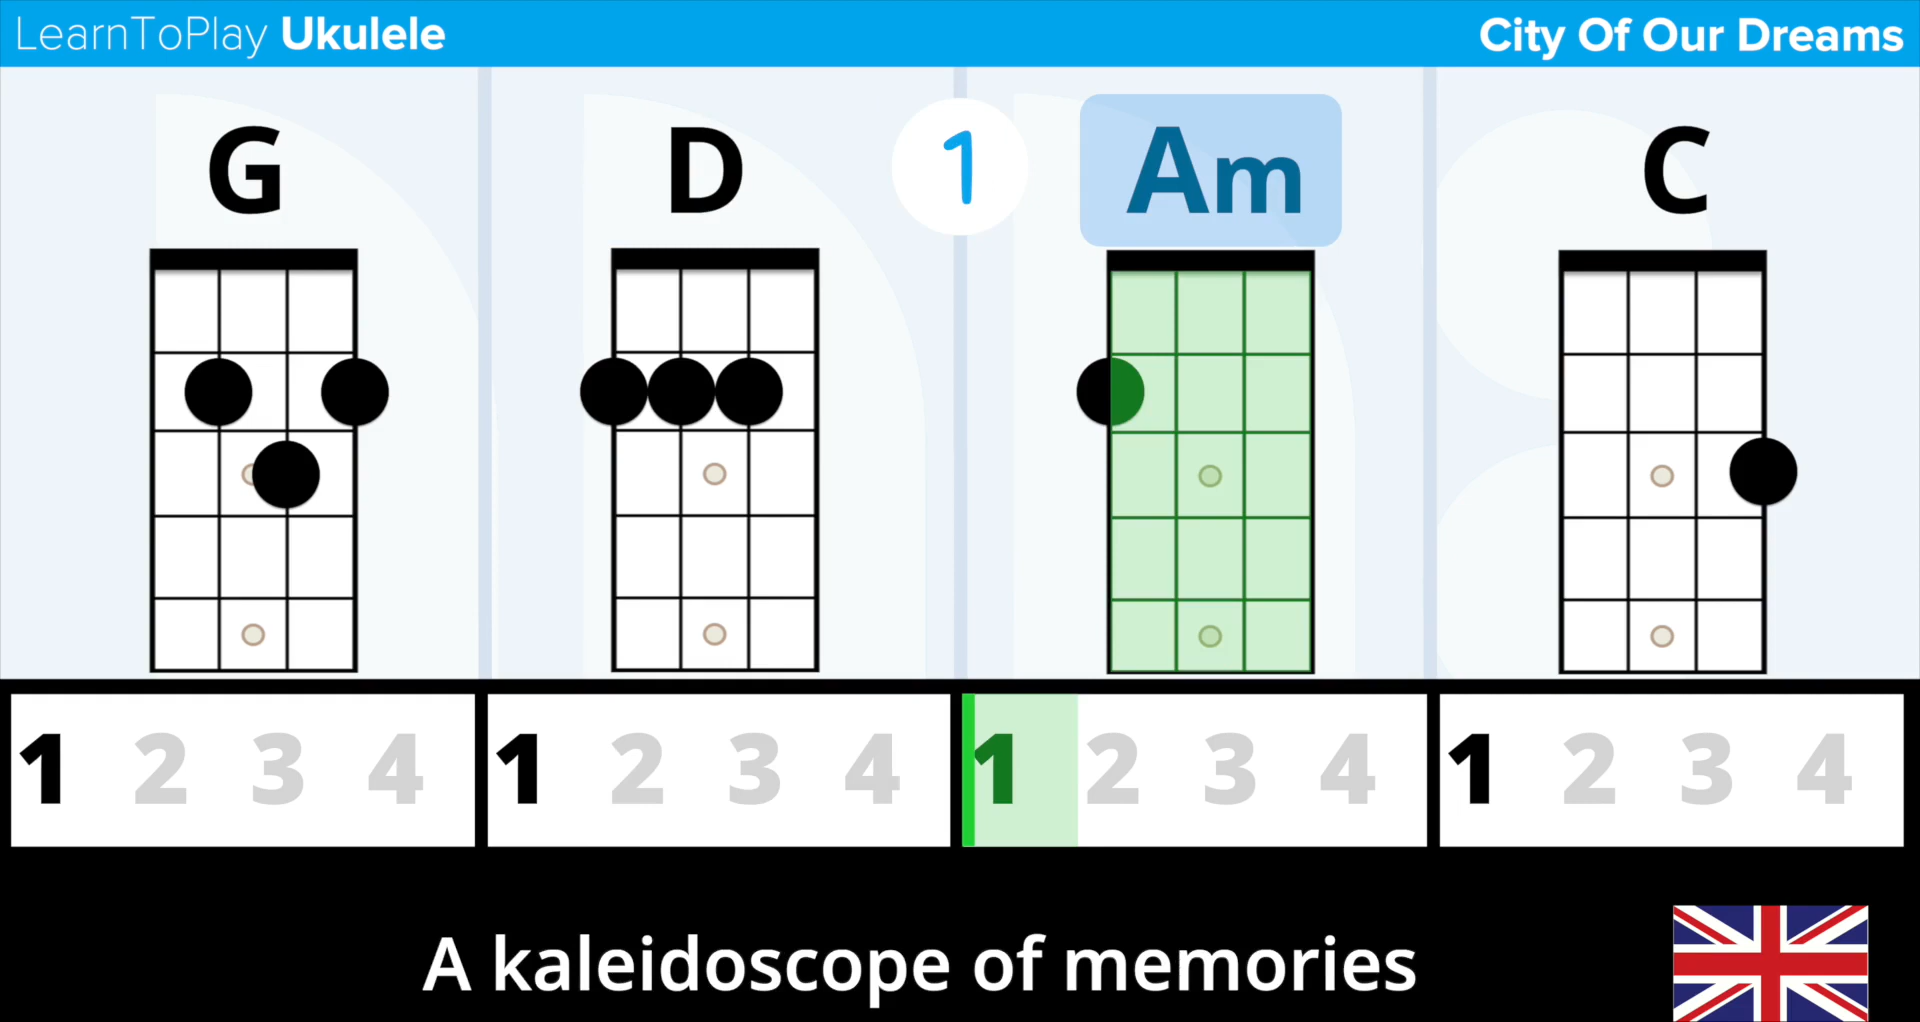 LearnToPlay Ukulele
City Of Our Dreams
G D 1 Am C
1 2 3 4 1 2 3 4 1 2 3 4 1 2 3 4
A kaleidoscope of memories